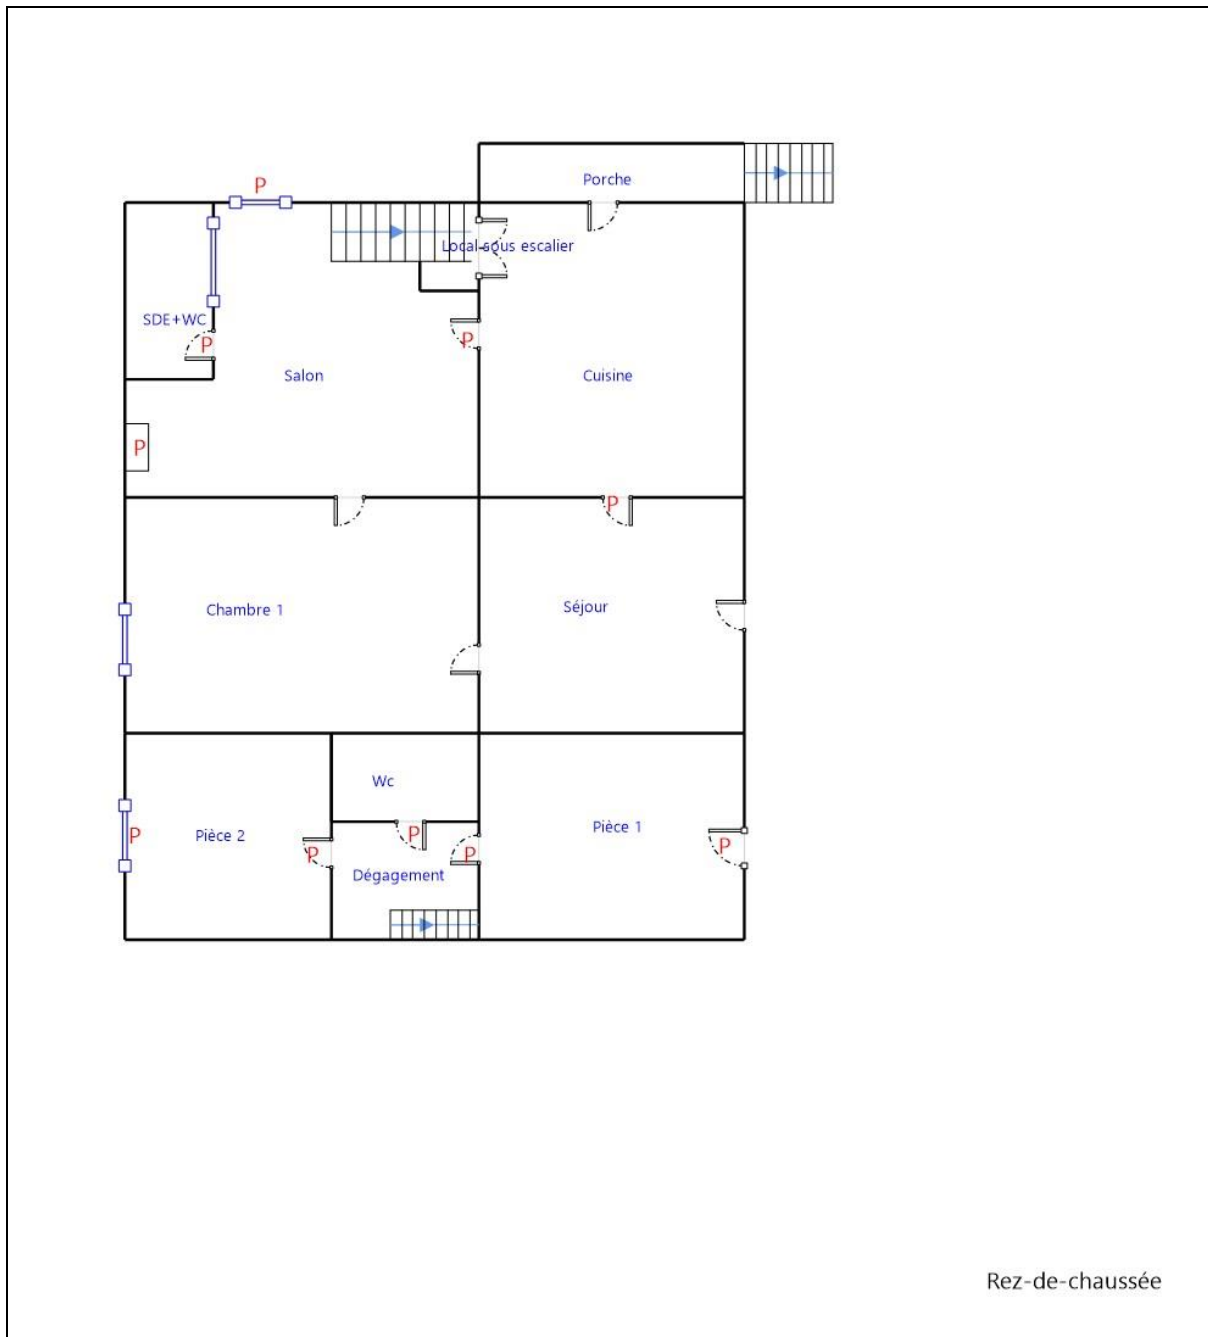 Porche
P
Local sous escalier
SDE+WC
P
P
Salon
Cuisine
P
P
Chambre 1
Séjour
Wc
Pièce 2
P
P
Pièce 1
P
P
P
Dégagement
Rez-de-chaussée